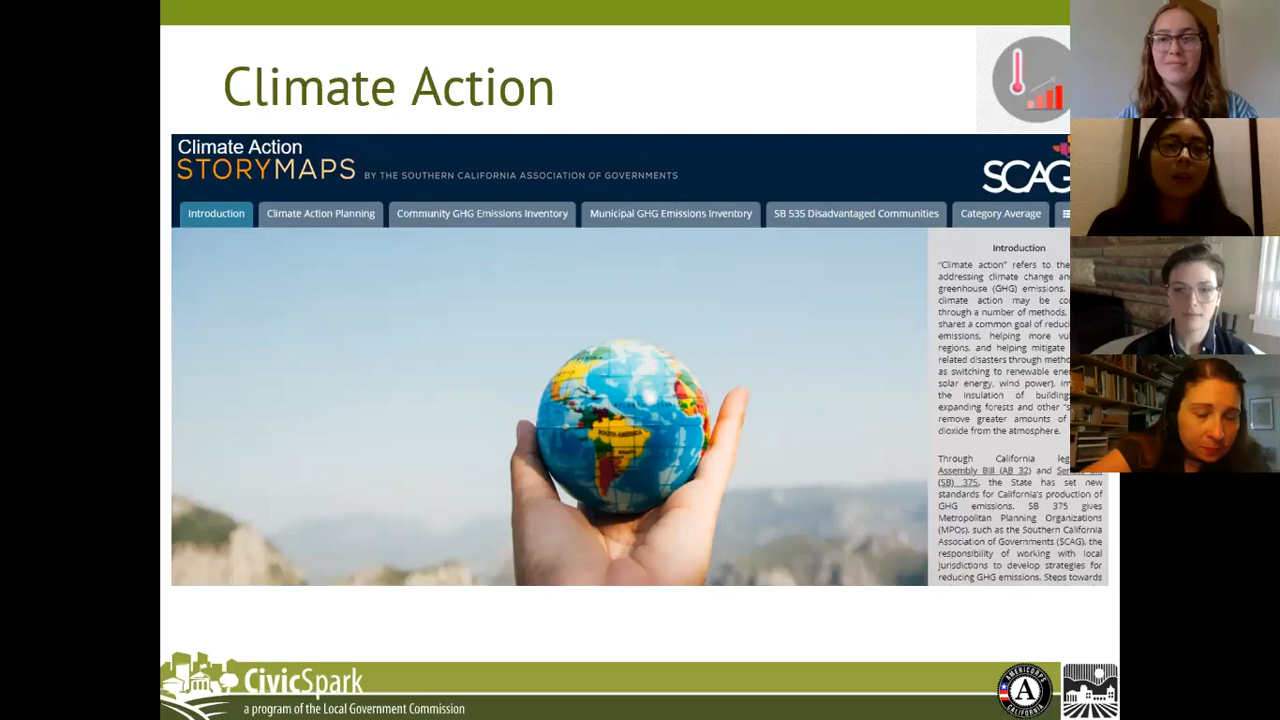 Climate Action
Climate Action
STORYMAPS BY THE SOUTHERN CALIFORNIA ASSOCIATION OF GOVERNMENTS
SCAG
Introduction
Climate Action Planning
Community GHG Emissions Inventory
Municipal GHG Emissions Inventory
SB 535 Disadvantaged Communities
Category Average
SOUTH AMERICA
BRAZIL
Introduction
"Climate action" refers to the
addressing climate change
greenhouse (GHG) emissions.
climate action may be
through a number of methods,
shares a common goal of
emissions, helping more
regions, and helping mitigate
related disasters through
as switching to renewable
solar energy, wind power),
the insulation of
expanding forests and other
remove greater amounts of
dioxide from the atmosphere.
Through California
Assembly Bill (AB 32) and
(SB) 375, the State has set new
standards for California's production of
GHG emissions. SB 375 gives
Metropolitan Planning Organizations
(MPOs), such as the Southern California
Association of Governments (SCAG), the
responsibility of working with local
jurisdictions to develop strategies for
reducing GHG emissions. Steps towards
CivicSpark
a program of the Local Government Commission
AMERICORPS
A
CALIFORNIA